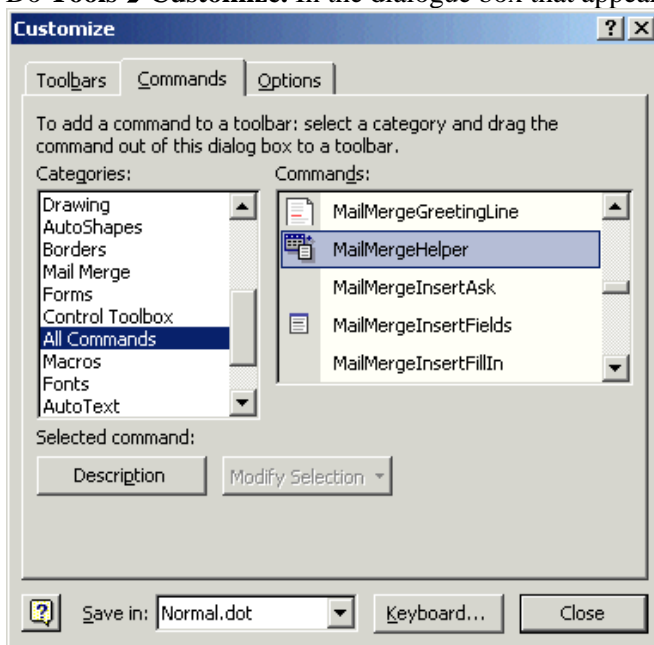 Do Tools-2-Customize. In the dialogue box that appear
Customize
Toolbars Commands Options
To add a command to a toolbar: select a category and drag the
command out of this dialog box to a toolbar.
Categories: Commands:
Drawing
AutoShapes
Borders
Mail Merge
Forms
Control Toolbox
All Commands
Macros
Fonts
AutoText
MailMergeGreetingLine
MailMergeHelper
MailMergeInsertAsk
MailMergeInsertFields
MailMergeInsertFillIn
Selected command:
Description Modify Selection
Save in: Normal.dot Keyboard... Close